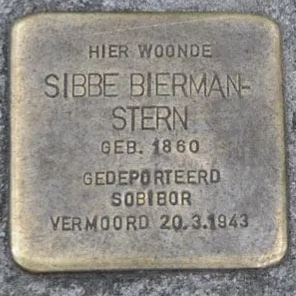 HIER WOONDE
SIBBE BIERMAN-
STERN
GEB. 1860
GEDEPORTEERD
SOBIBOR
VERMOORD 20.3.1943